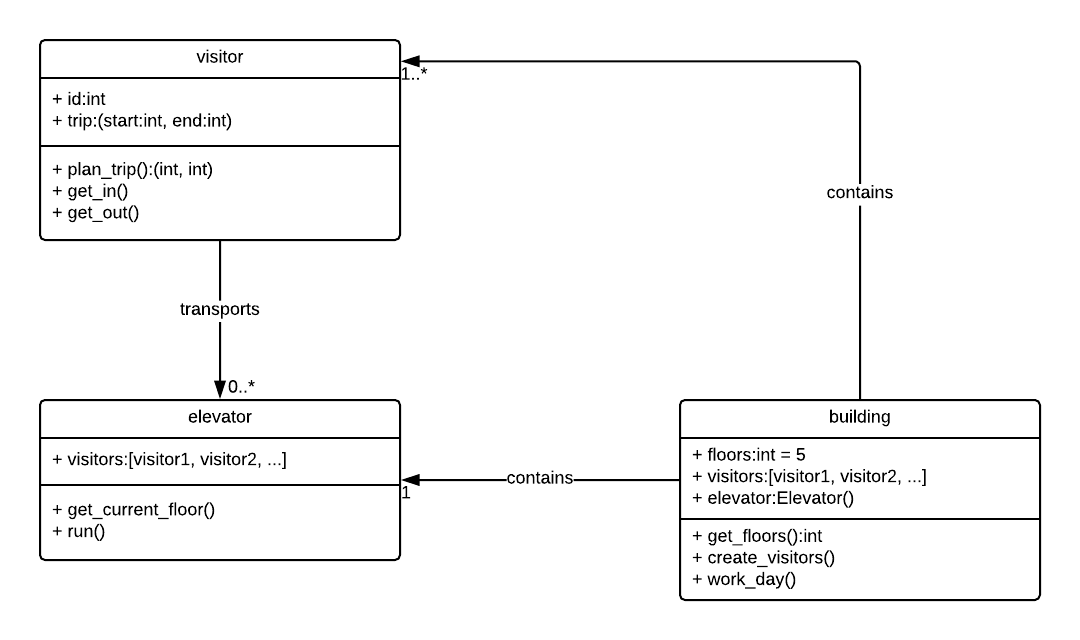 visitor
+ id:int
+ trip:(start:int, end:int)
+ plan_trip():(int, int)
+ get_in()
+ get_out()
1..*
contains
transports
0..*
elevator
+ visitors:[visitor1, visitor2, ...]
+ get_current_floor()
+ run()
1
contains
building
+ floors:int = 5
+ visitors:[visitor1, visitor2, ...]
+ elevator:Elevator()
+ get_floors():int
+ create_visitors()
+ work_day()